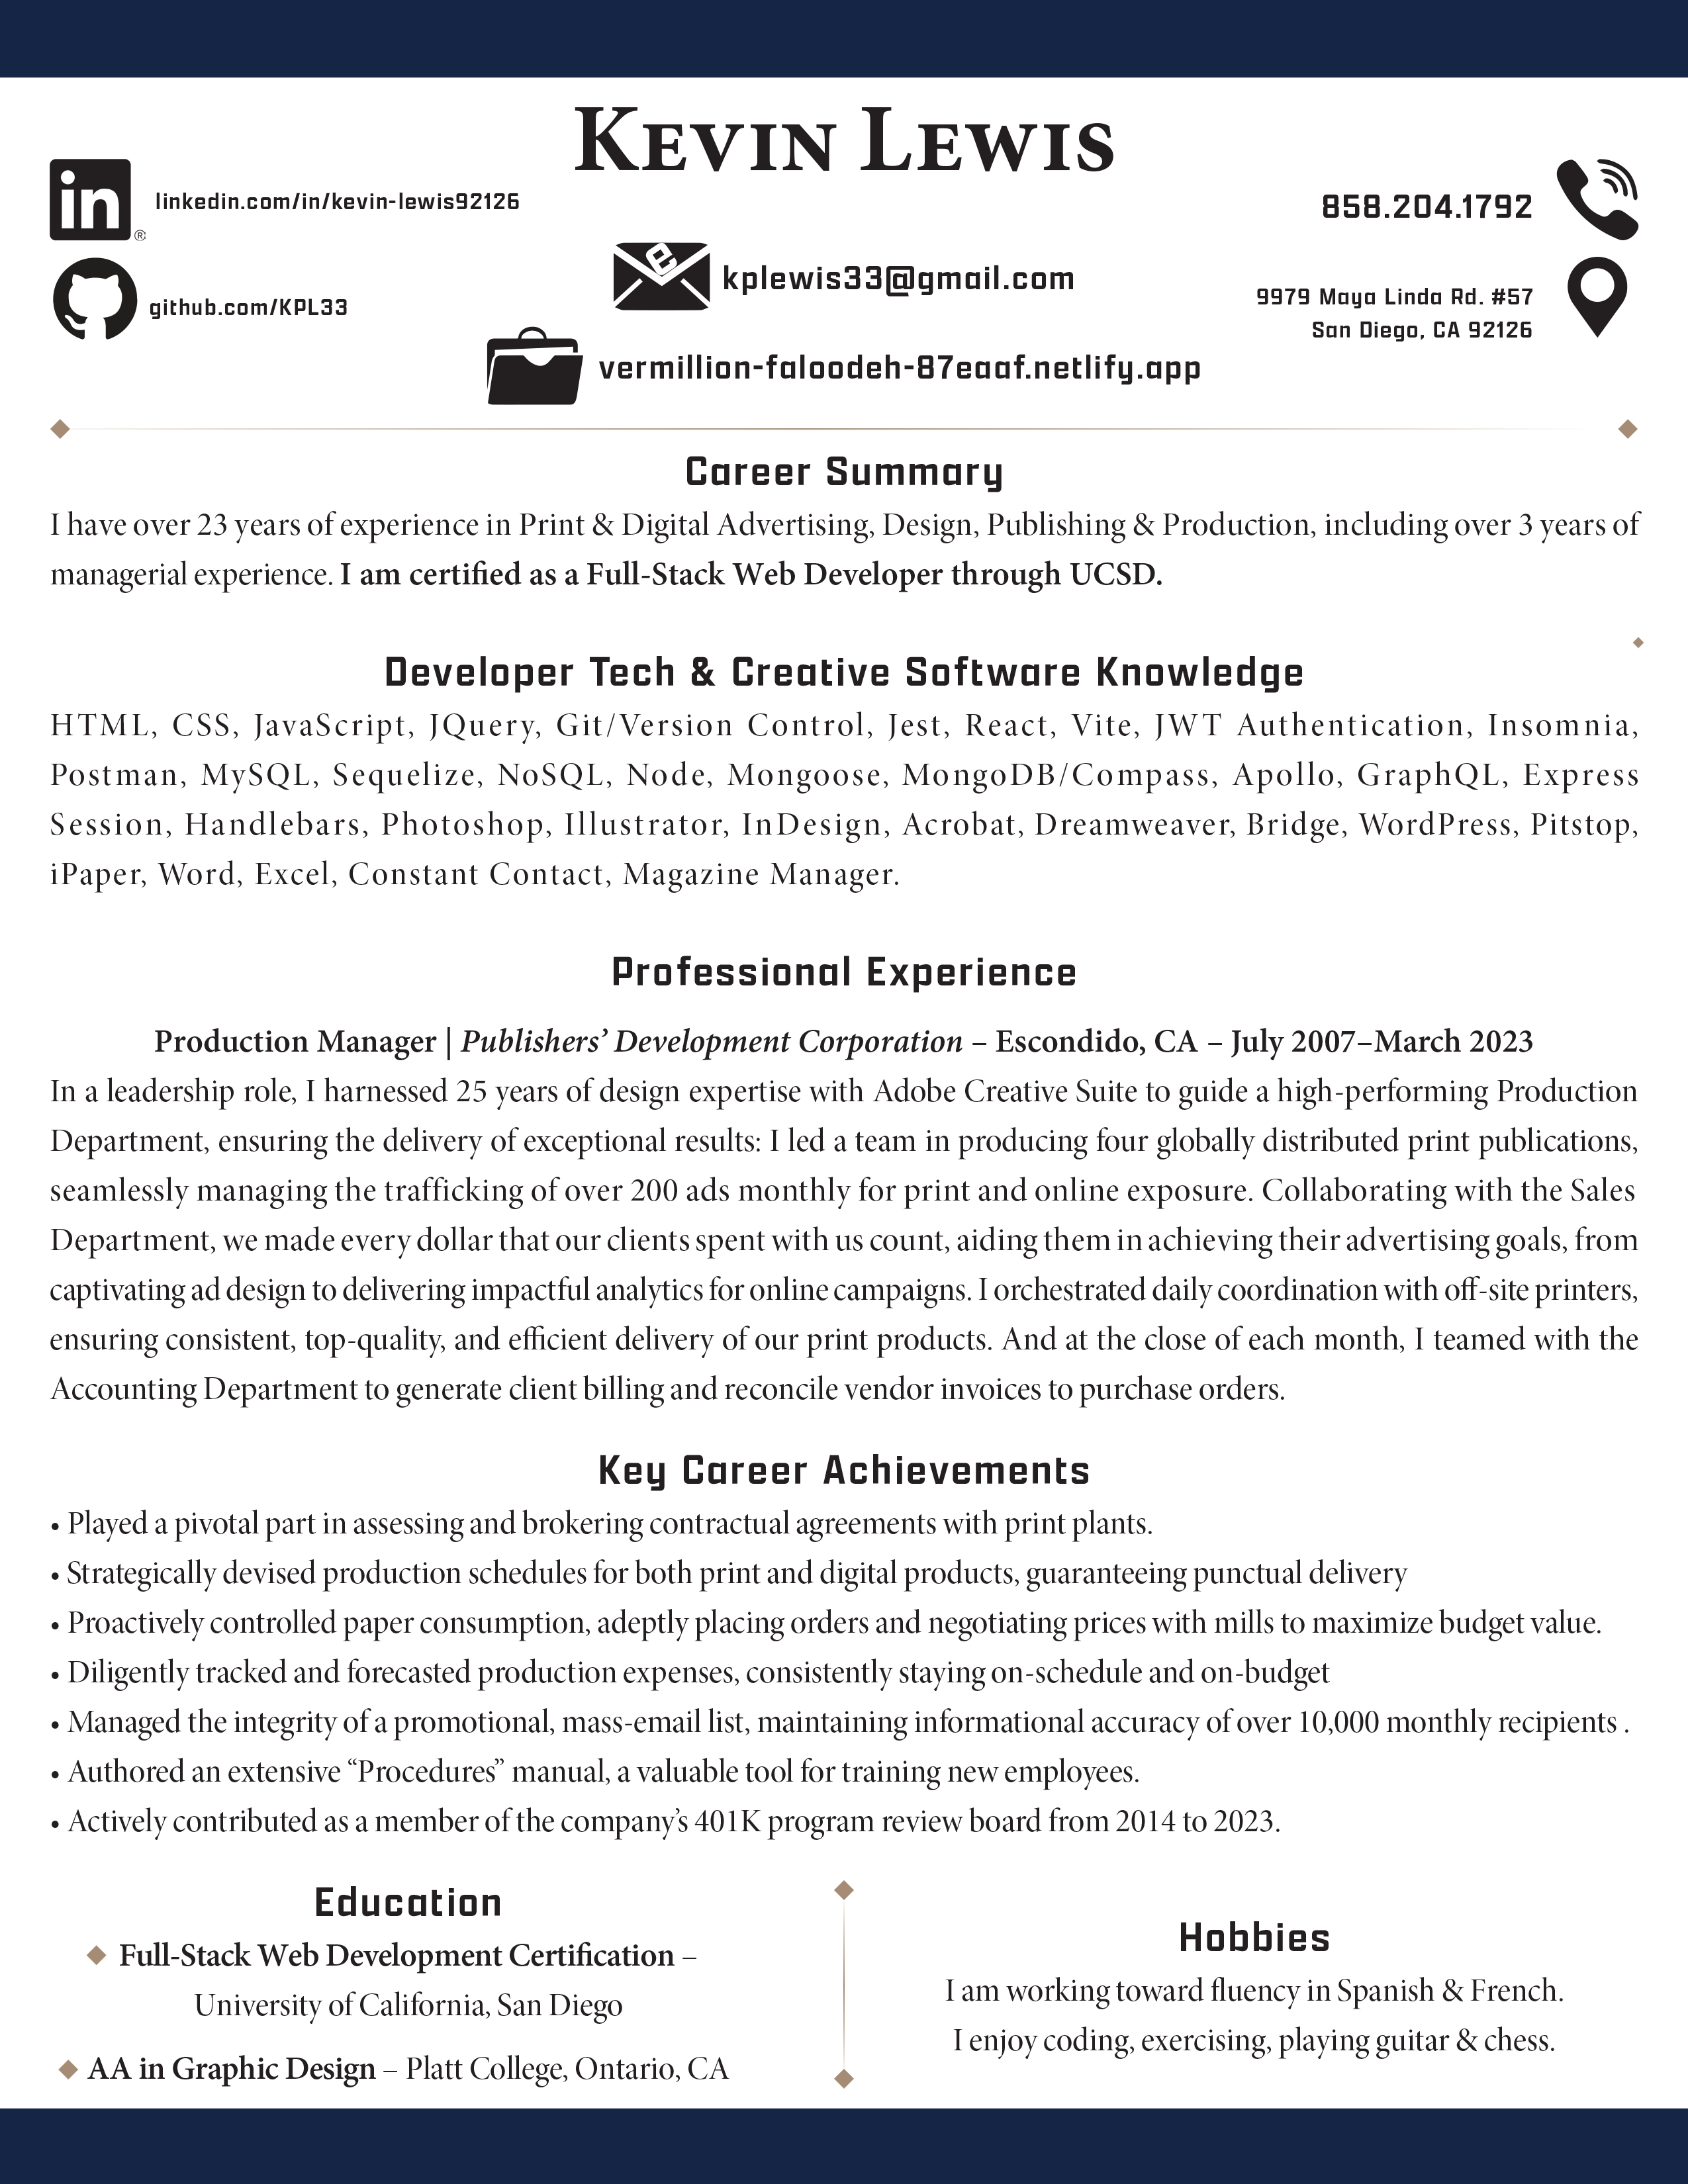 Kevin Lewis
in®
linkedin.com/in/kevin-lewis92126
858.204.1792
github.com/KPL33
e
kplewis33@gmail.com
9979 Maya Linda Rd. #57
San Diego, CA 92126
vermillion-faloodeh-87eaaf.netlify.app
Career Summary
I have over 23 years of experience in Print & Digital Advertising, Design, Publishing & Production, including over 3 years of
managerial experience. I am certified as a Full-Stack Web Developer through UCSD.
Developer Tech & Creative Software Knowledge
HTML, CSS, JavaScript, JQuery, Git/Version Control, Jest, React, Vite, JWT Authentication, Insomnia,
Postman, MySQL, Sequelize, NoSQL, Node, Mongoose, MongoDB/Compass, Apollo, GraphQL, Express
Session, Handlebars, Photoshop, Illustrator, InDesign, Acrobat, Dreamweaver, Bridge, WordPress, Pitstop,
iPaper, Word, Excel, Constant Contact, Magazine Manager.
Professional Experience
Production Manager | Publishers’ Development Corporation – Escondido, CA – July 2007–March 2023
In a leadership role, I harnessed 25 years of design expertise with Adobe Creative Suite to guide a high-performing Production
Department, ensuring the delivery of exceptional results: I led a team in producing four globally distributed print publications,
seamlessly managing the trafficking of over 200 ads monthly for print and online exposure. Collaborating with the Sales
Department, we made every dollar that our clients spent with us count, aiding them in achieving their advertising goals, from
captivating ad design to delivering impactful analytics for online campaigns. I orchestrated daily coordination with off-site printers,
ensuring consistent, top-quality, and efficient delivery of our print products. And at the close of each month, I teamed with the
Accounting Department to generate client billing and reconcile vendor invoices to purchase orders.
Key Career Achievements
• Played a pivotal part in assessing and brokering contractual agreements with print plants.
• Strategically devised production schedules for both print and digital products, guaranteeing punctual delivery
• Proactively controlled paper consumption, adeptly placing orders and negotiating prices with mills to maximize budget value.
• Diligently tracked and forecasted production expenses, consistently staying on-schedule and on-budget
• Managed the integrity of a promotional, mass-email list, maintaining informational accuracy of over 10,000 monthly recipients .
• Authored an extensive “Procedures” manual, a valuable tool for training new employees.
• Actively contributed as a member of the company’s 401K program review board from 2014 to 2023.
Education
Full-Stack Web Development Certification –
University of California, San Diego
AA in Graphic Design – Platt College, Ontario, CA
Hobbies
I am working toward fluency in Spanish & French.
I enjoy coding, exercising, playing guitar & chess.